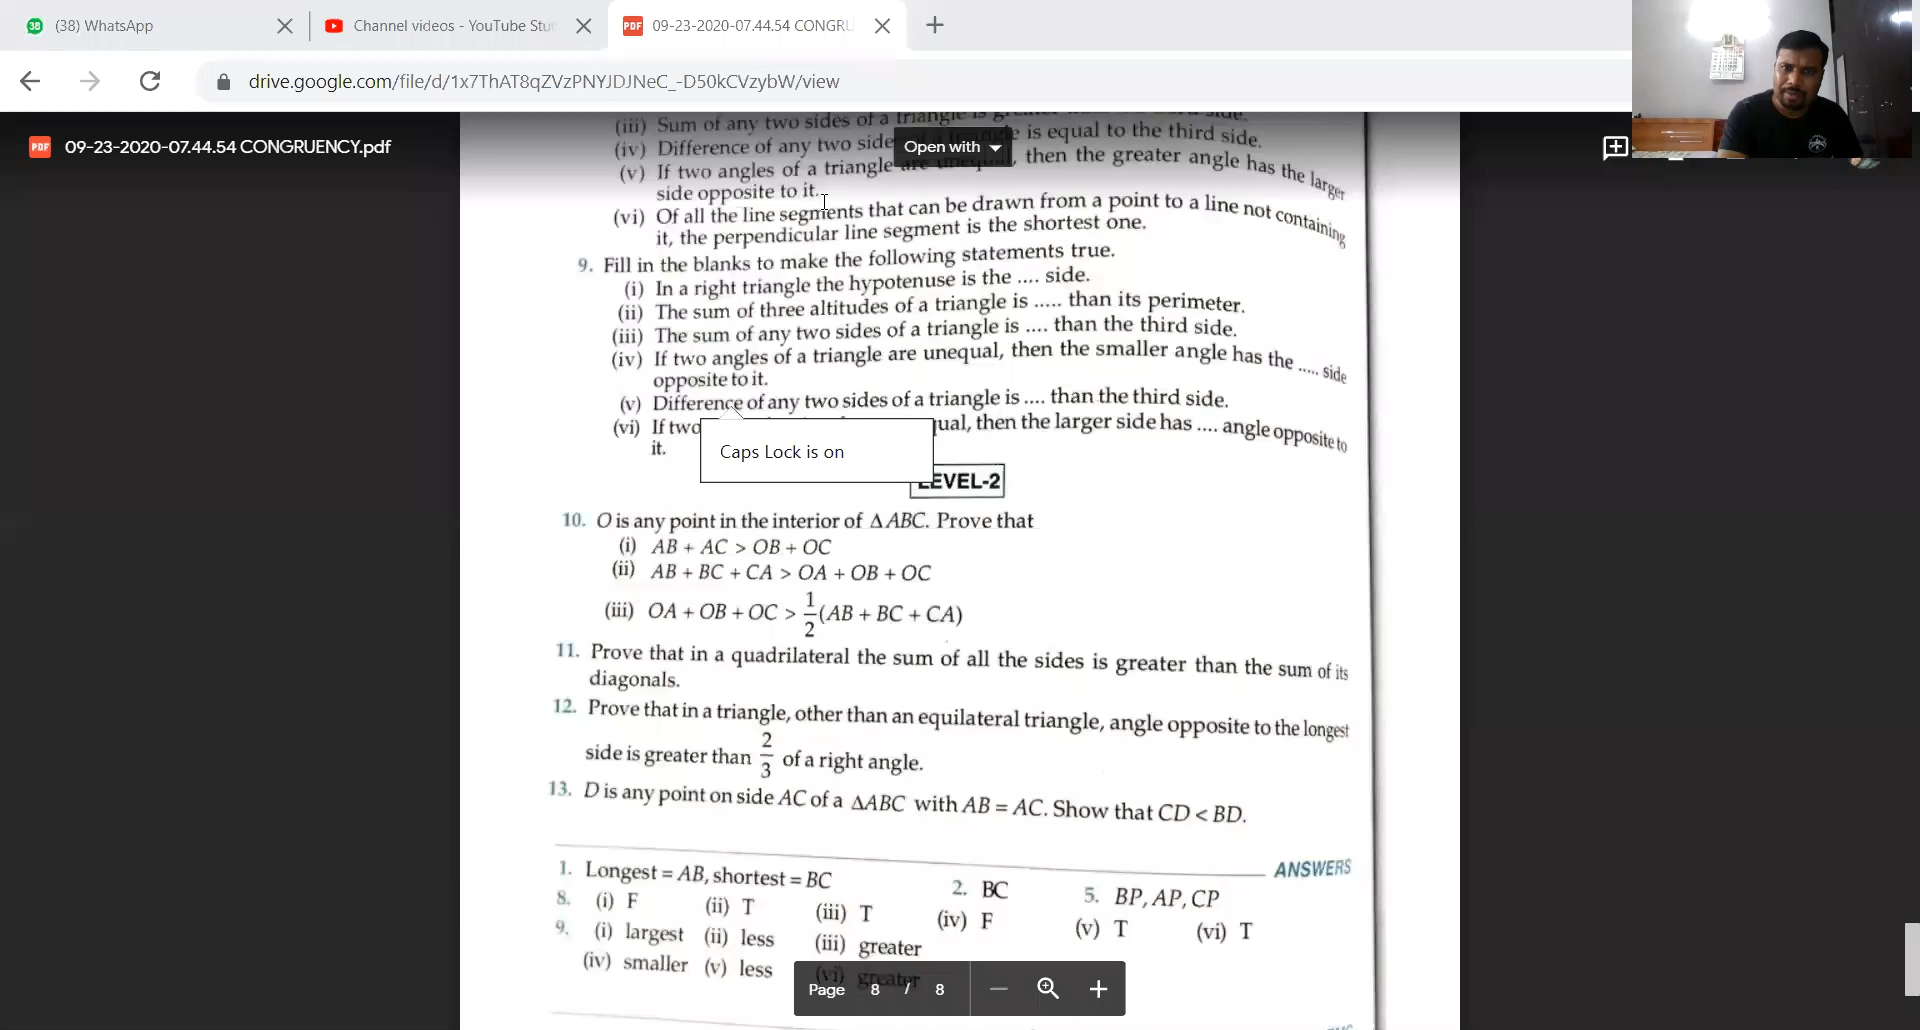 38 (38) WhatsApp
Channel videos - YouTube Stu
PDF 09-23-2020-07.44.54 CONGRU
drive.google.com/file/d/1x7ThAT8qZVzPNYJDJNeC_-D50kCVzybW/view
PDF 09-23-2020-07.44.54 CONGRUENCY.pdf
Open with
(iii) Sum of any two sides of a triangle is
(iv) Difference of any two side is equal to the third side.
(v) If two angles of a triangle are unequal, then the greater angle has the larger
side opposite to it.
(vi) Of all the line segments that can be drawn from a point to a line not containing
it, the perpendicular line segment is the shortest one.
9. Fill in the blanks to make the following statements true.
(i) In a right triangle the hypotenuse is the .... side.
(ii) The sum of three altitudes of a triangle is ..... than its perimeter.
(iii) The sum of any two sides of a triangle is .... than the third side.
(iv) If two angles of a triangle are unequal, then the smaller angle has the ..... side
opposite to it.
(v) Difference of any two sides of a triangle is .... than the third side.
(vi) If two qual, then the larger side has .... angle opposite to
it.
Caps Lock is on
LEVEL-2
10. O is any point in the interior of ΔABC. Prove that
(i) AB + AC > OB + OC
(ii) AB + BC + CA > OA + OB + OC
(iii) OA + OB + OC > 1/2 (AB + BC + CA)
11. Prove that in a quadrilateral the sum of all the sides is greater than the sum of its
diagonals.
12. Prove that in a triangle, other than an equilateral triangle, angle opposite to the longest
side is greater than 2/3 of a right angle.
13. D is any point on side AC of a ΔABC with AB = AC. Show that CD < BD.
ANSWERS
1. Longest = AB, shortest = BC 2. BC 5. BP, AP, CP
8. (i) F (ii) T (iii) T (iv) F (v) T (vi) T
9. (i) largest (ii) less (iii) greater
(iv) smaller (v) less (vi) greater
Page 8 / 8